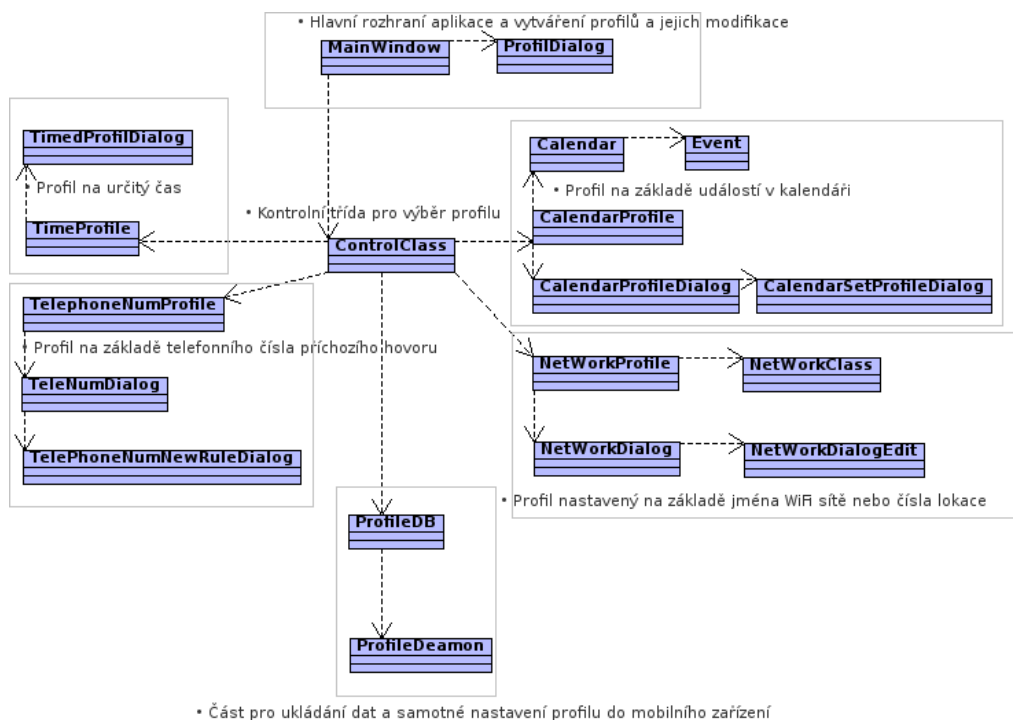 • Hlavní rozhraní aplikace a vytváření profilů a jejich modifikace
MainWindow
ProfilDialog
TimedProfilDialog
• Profil na určitý čas
TimeProfile
Calendar
Event
• Profil na základě událostí v kalendáři
CalendarProfile
CalendarProfileDialog
CalendarSetProfileDialog
• Kontrolní třída pro výběr profilu
ControlClass
TelephoneNumProfile
• Profil na základě telefonního čísla příchozího hovoru
TeleNumDialog
TelePhoneNumNewRuleDialog
NetWorkProfile
NetWorkClass
NetWorkDialog
NetWorkDialogEdit
• Profil nastavený na základě jména WiFi sítě nebo čísla lokace
ProfileDB
ProfileDeamon
• Část pro ukládání dat a samotné nastavení profilu do mobilního zařízení